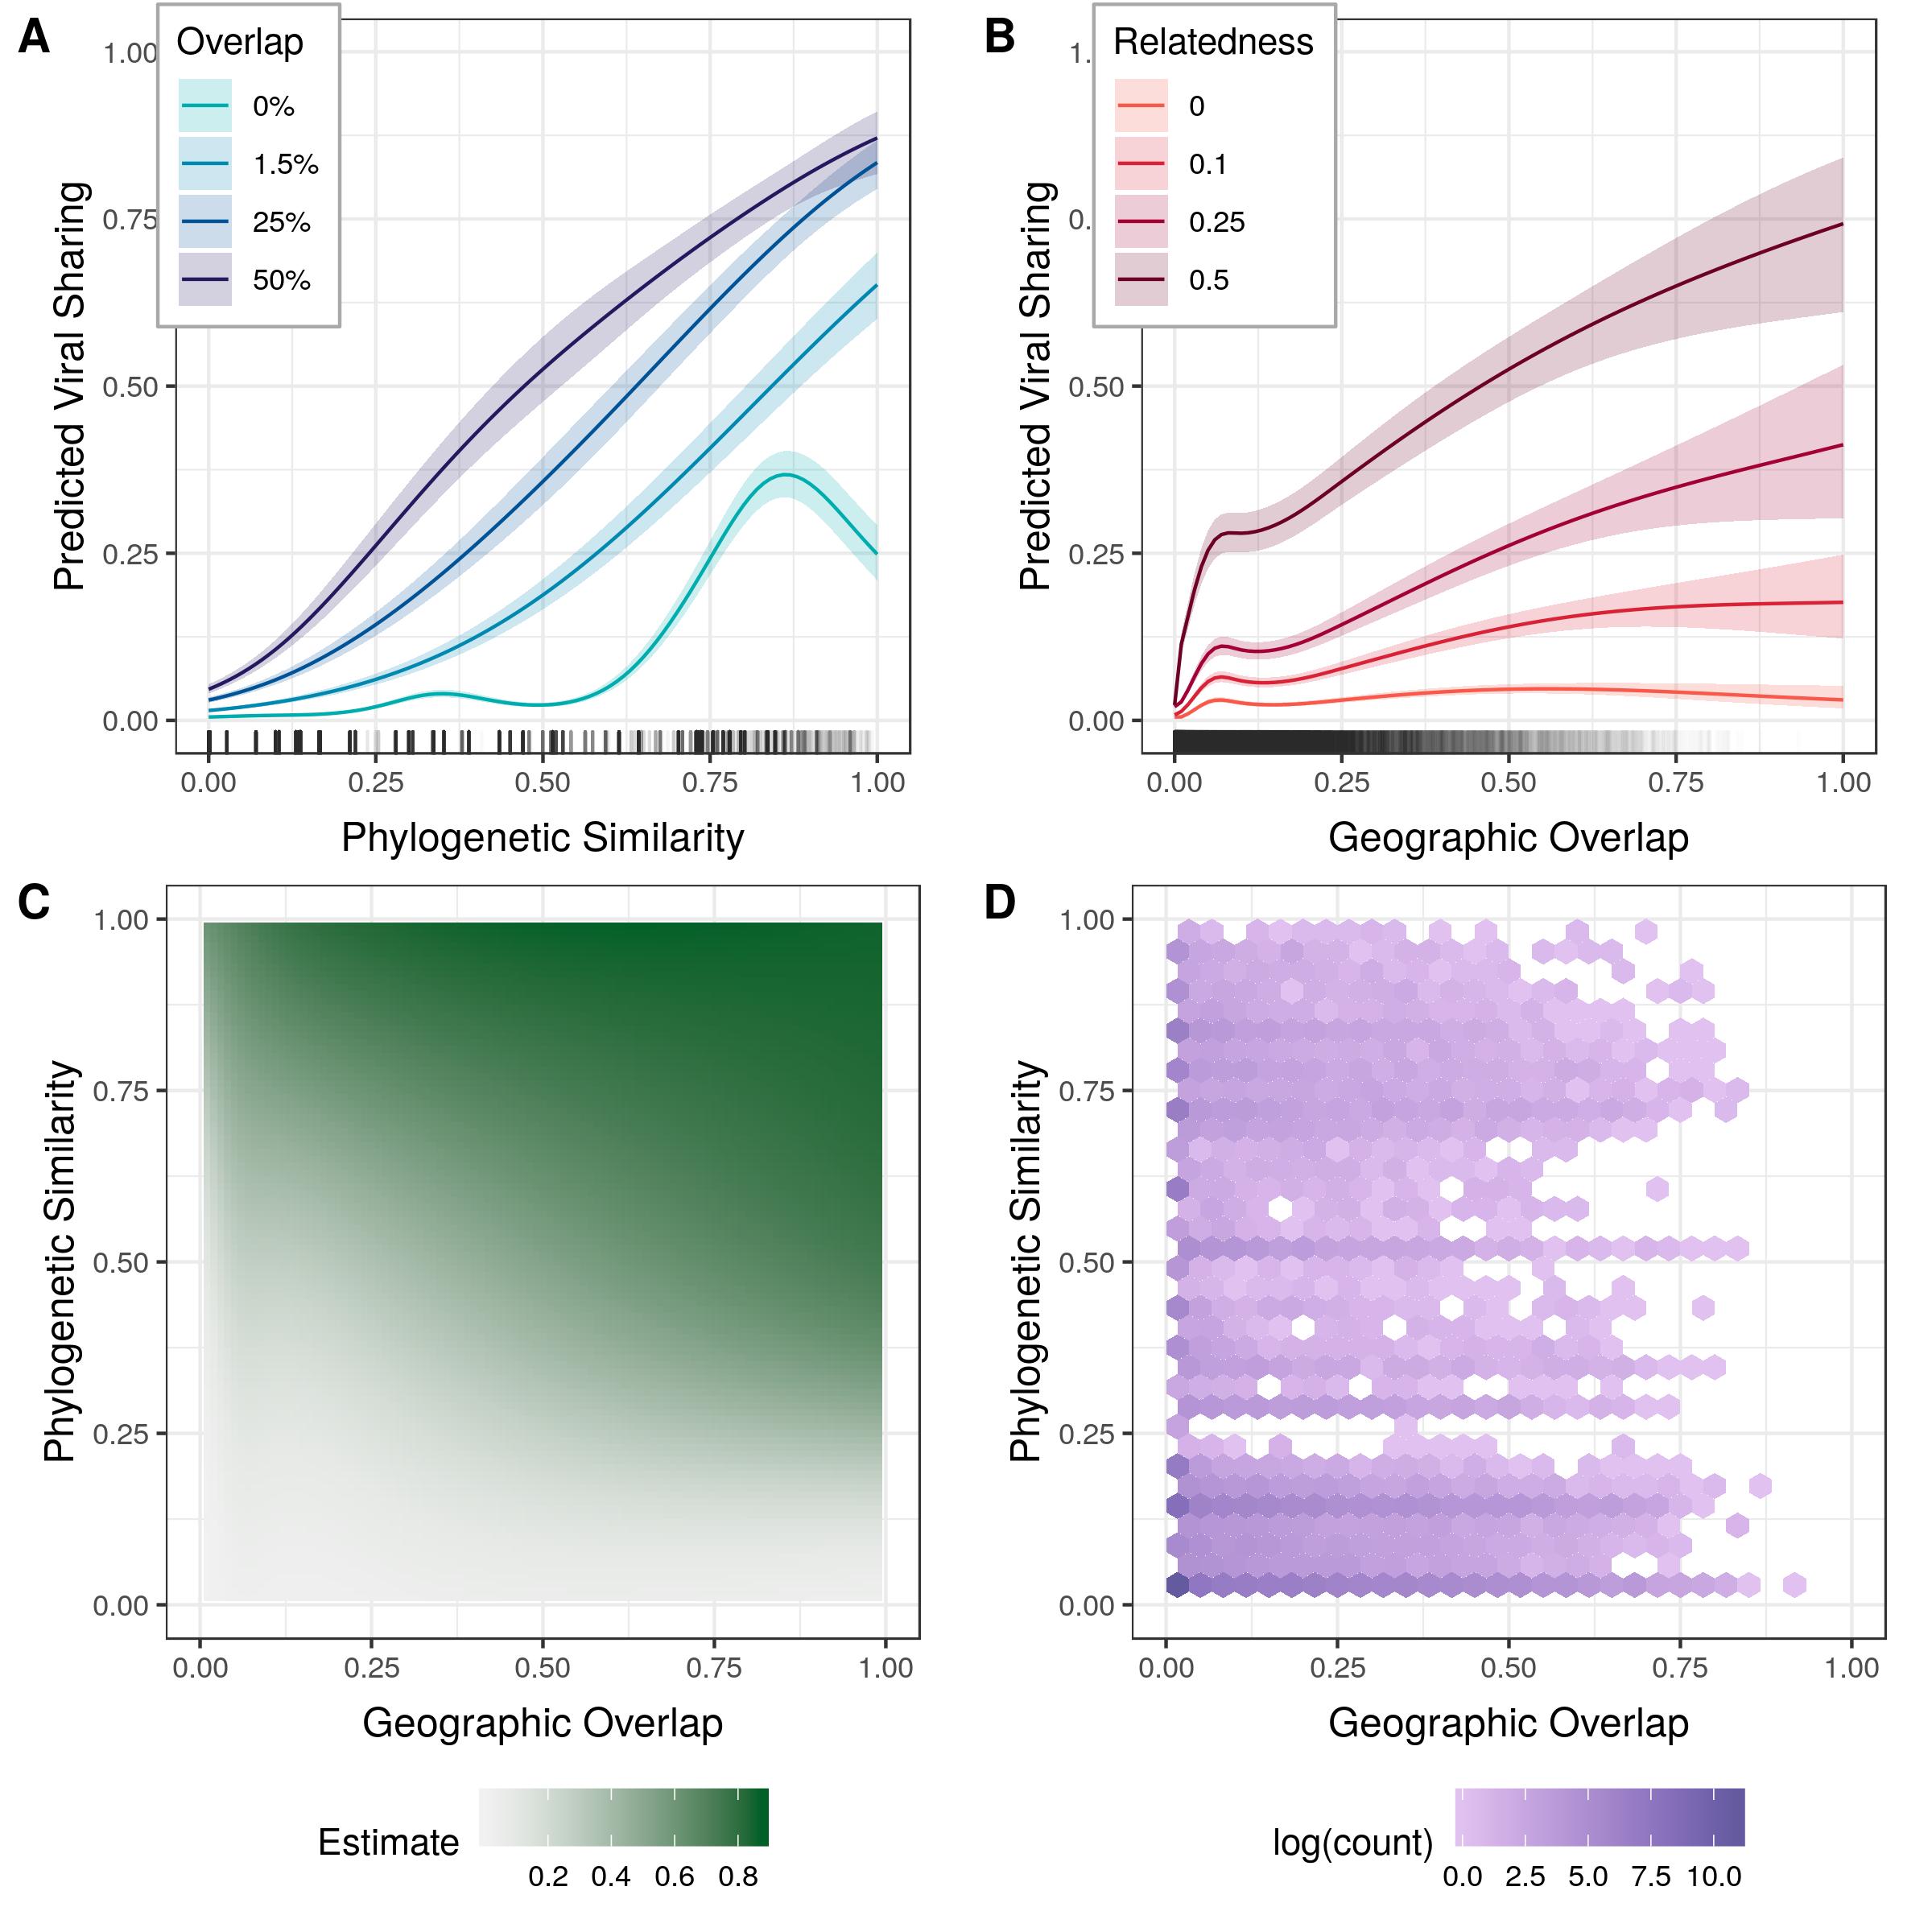 A
Overlap
0%
1.5%
25%
50%
1.00
0.75
0.50
0.25
0.00
Predicted Viral Sharing
0.00 0.25 0.50 0.75 1.00
Phylogenetic Similarity
B
Relatedness
0
0.1
0.25
0.5
1.
0.
0.50
0.25
0.00
Predicted Viral Sharing
0.00 0.25 0.50 0.75 1.00
Geographic Overlap
C
1.00
0.75
0.50
0.25
0.00
Phylogenetic Similarity
0.00 0.25 0.50 0.75 1.00
Geographic Overlap
Estimate
0.2 0.4 0.6 0.8
D
1.00
0.75
0.50
0.25
0.00
Phylogenetic Similarity
0.00 0.25 0.50 0.75 1.00
Geographic Overlap
log(count)
0.0 2.5 5.0 7.5 10.0